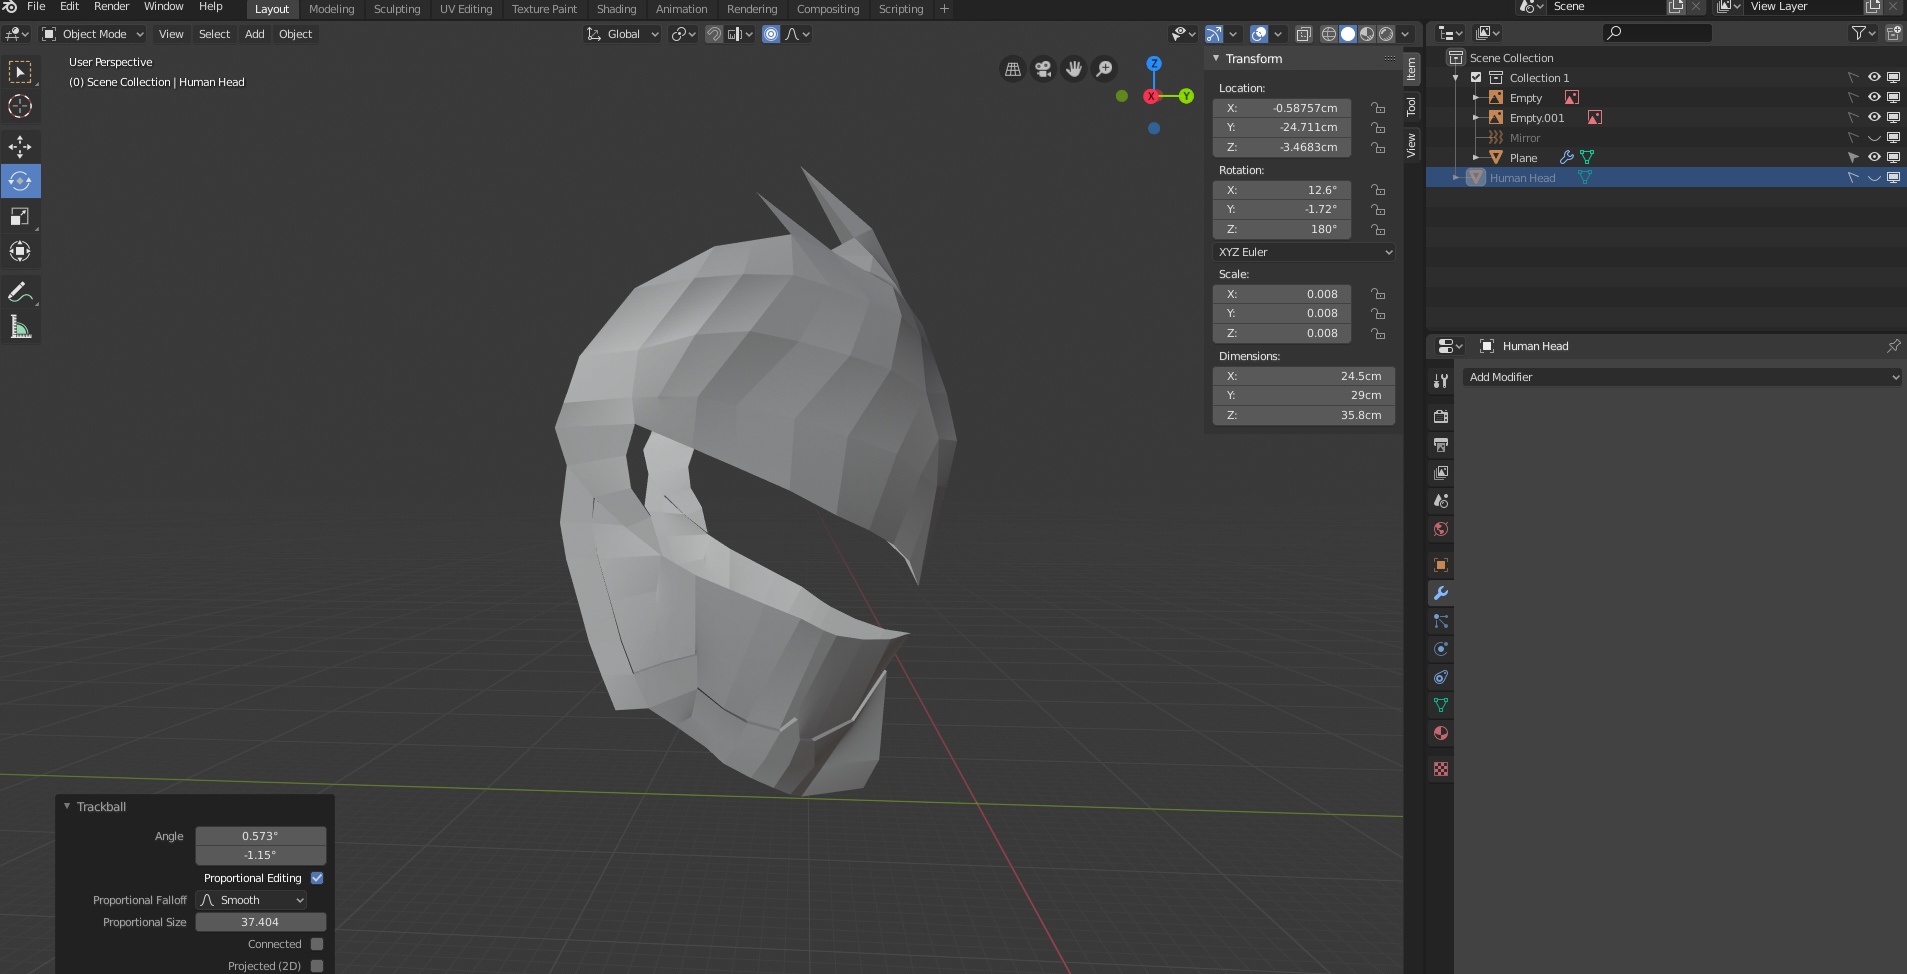 File Edit Render Window Help Layout Modeling Sculpting UV Editing Texture Paint Shading Animation Rendering Compositing Scripting + Scene View Layer
Object Mode View Select Add Object Global
User Perspective
(0) Scene Collection | Human Head
Z
X
Y
Transform
Location:
X: -0.58757cm
Y: -24.711cm
Z: -3.4683cm
Rotation:
X: 12.6°
Y: -1.72°
Z: 180°
XYZ Euler
Scale:
X: 0.008
Y: 0.008
Z: 0.008
Dimensions:
X: 24.5cm
Y: 29cm
Z: 35.8cm
Item
Tool
View
Scene Collection
Collection 1
Empty
Empty.001
Mirror
Plane
Human Head
Human Head
Add Modifier
Trackball
Angle 0.573°
-1.15°
Proportional Editing
Proportional Falloff Smooth
Proportional Size 37.404
Connected
Projected (2D)